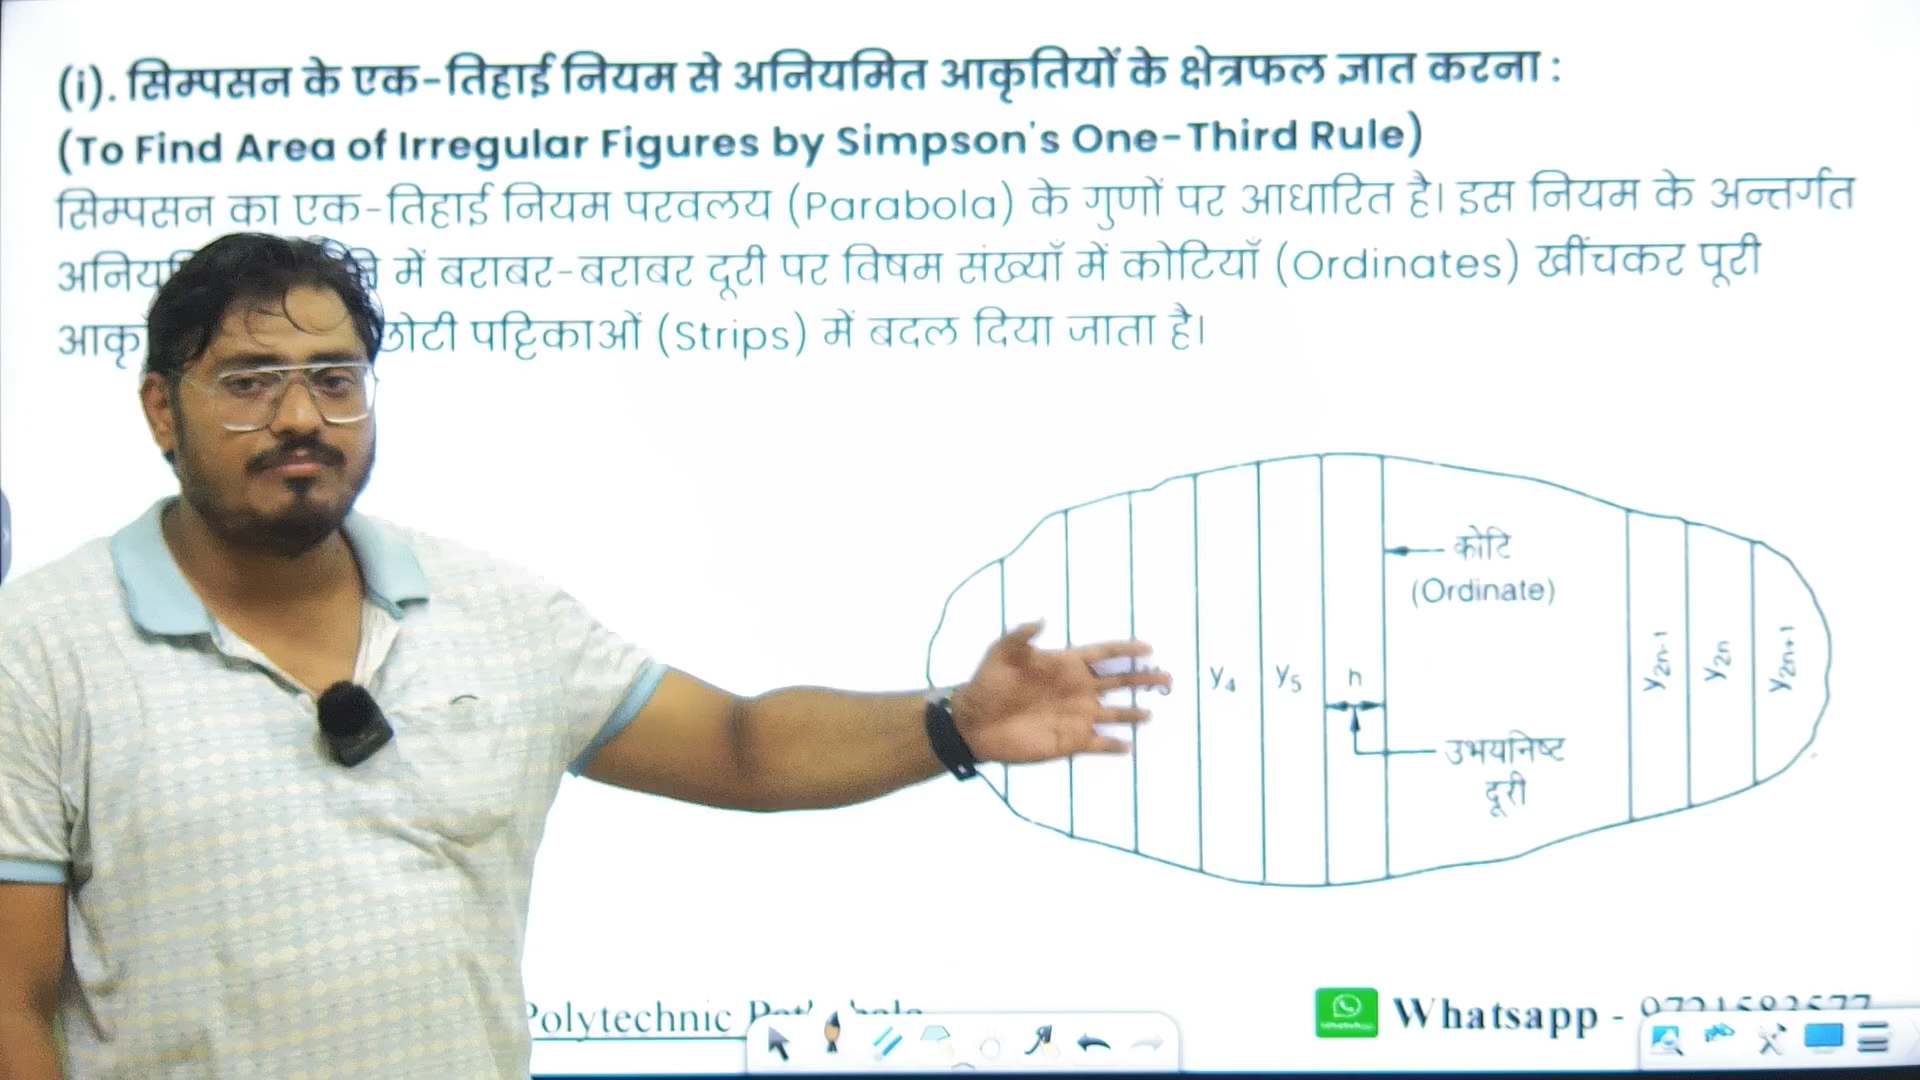 (i). सिम्पसन के एक-तिहाई नियम से अनियमित आकृतियों के क्षेत्रफल ज्ञात करना :
(To Find Area of Irregular Figures by Simpson's One-Third Rule)
सिम्पसन का एक-तिहाई नियम परवलय (Parabola) के गुणों पर आधारित है। इस नियम के अन्तर्गत
में बराबर-बराबर दूरी पर विषम संख्याँ में कोटियाँ (Ordinates) खींचकर पूरी
छोटी पट्टिकाओं (Strips) में बदल दिया जाता है।
कोटि
(Ordinate)
y4 y5 h y2n-1 y2n y2n+1
उभयनिष्ट
दूरी
Polytechnic
Whatsapp -